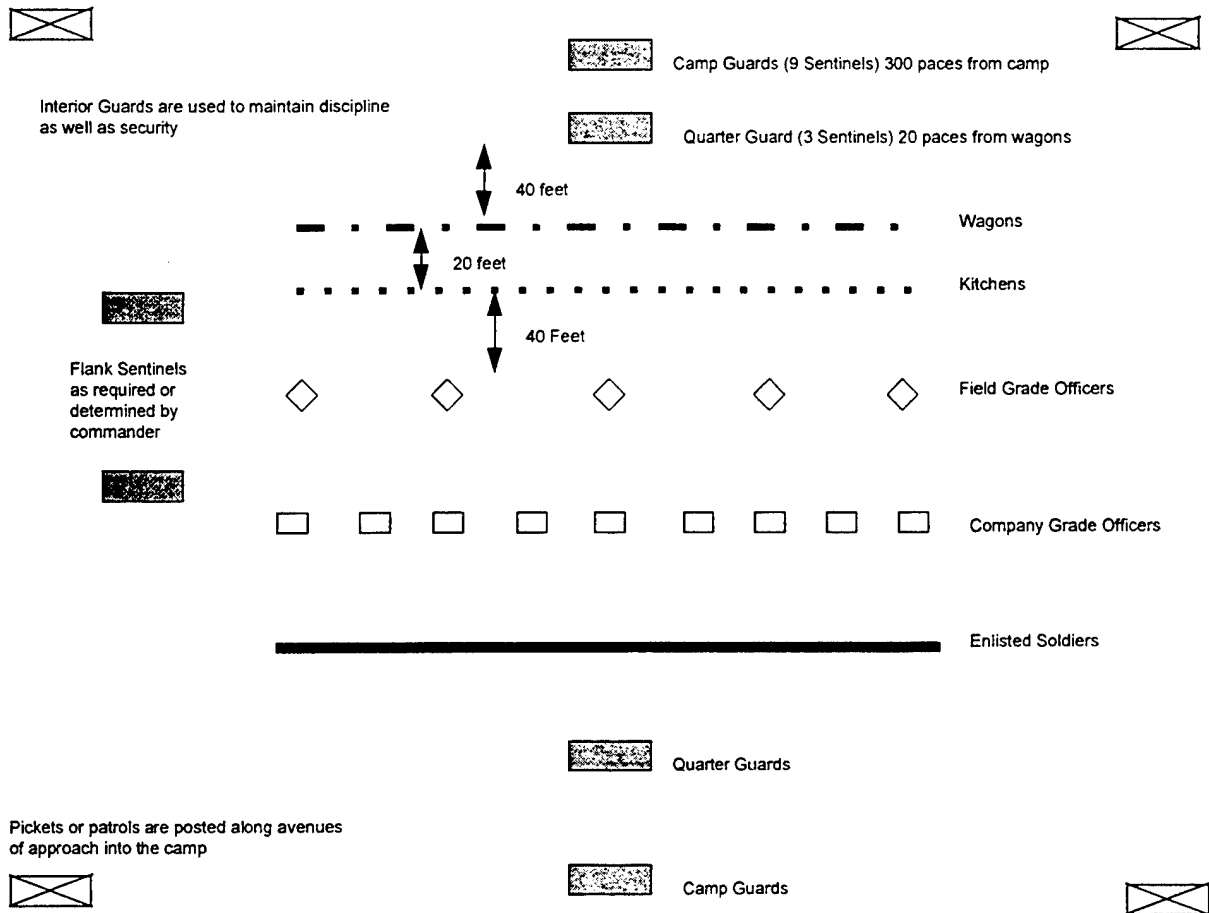 Camp Guards (9 Sentinels) 300 paces from camp
Interior Guards are used to maintain discipline
as well as security
Quarter Guard (3 Sentinels) 20 paces from wagons
40 feet
Wagons
20 feet
Kitchens
40 Feet
Flank Sentinels
as required or
determined by
commander
Field Grade Officers
Company Grade Officers
Enlisted Soldiers
Quarter Guards
Pickets or patrols are posted along avenues
of approach into the camp
Camp Guards